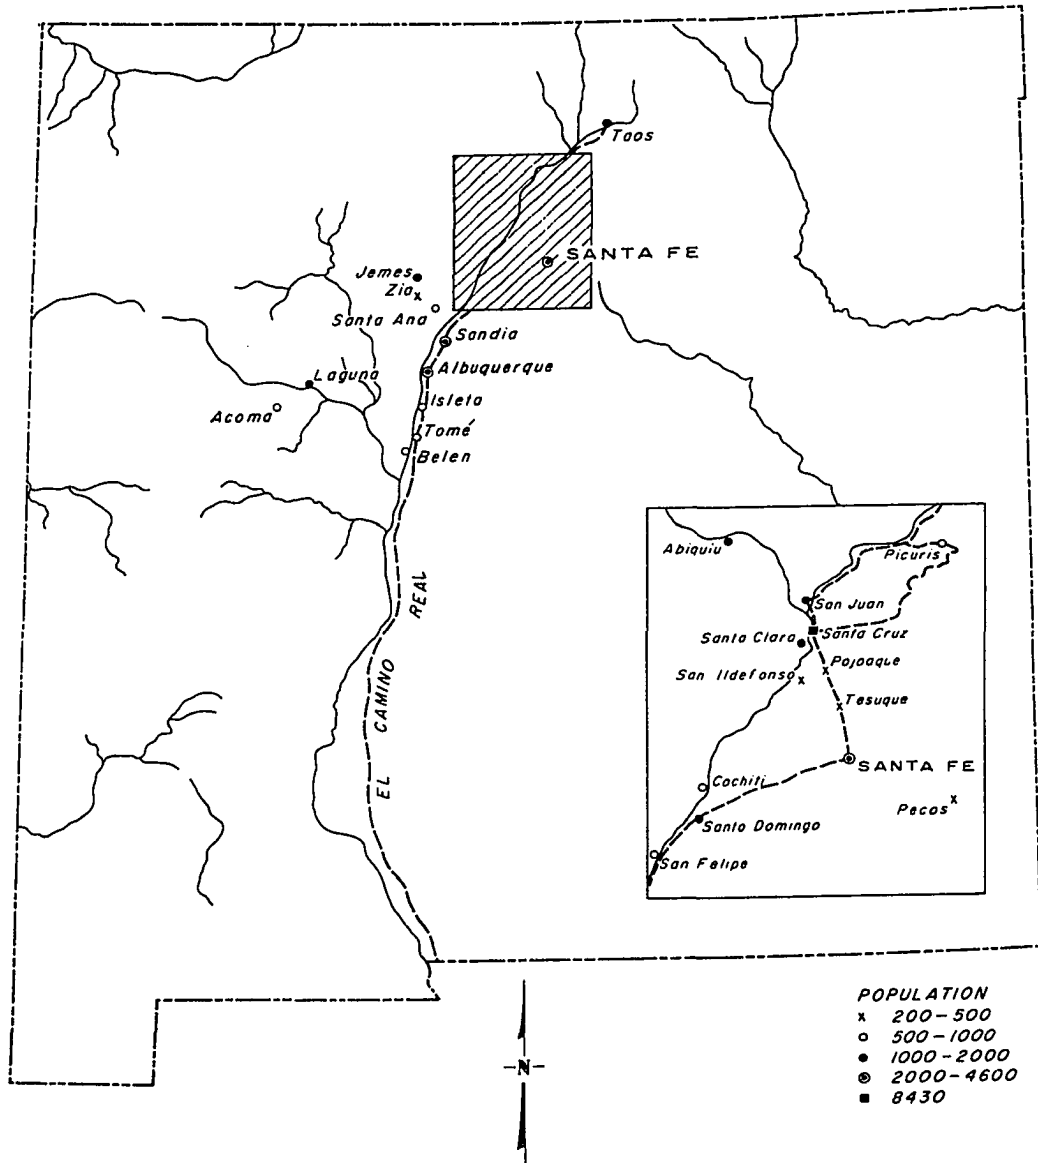 Taos
SANTA FE
Jemes
Zia
Santa Ana
Sandia
Albuquerque
Laguna
Isleta
Acoma
Tomé
Belen
EL CAMINO REAL
Abiquiu
Picuris
San Juan
Santa Clara
Santa Cruz
Pojoaque
San Ildefonso
Tesuque
SANTA FE
Cochiti
Pecos
Santo Domingo
San Felipe
POPULATION
x 200-500
o 500-1000
● 1000-2000
◉ 2000-4600
■ 8430
-N-